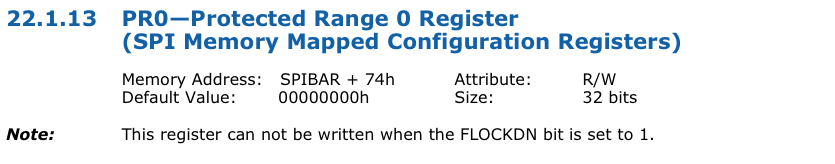 22.1.13 PR0—Protected Range 0 Register
(SPI Memory Mapped Configuration Registers)
Memory Address: SPIBAR + 74h Attribute: R/W
Default Value: 00000000h Size: 32 bits
Note: This register can not be written when the FLOCKDN bit is set to 1.